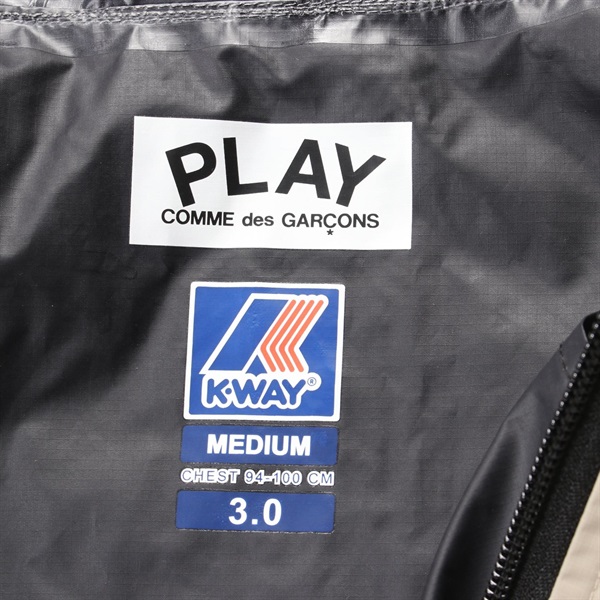 PLAY
COMME des GARÇONS
*
K-WAY®
MEDIUM
CHEST 94-100 CM
3.0